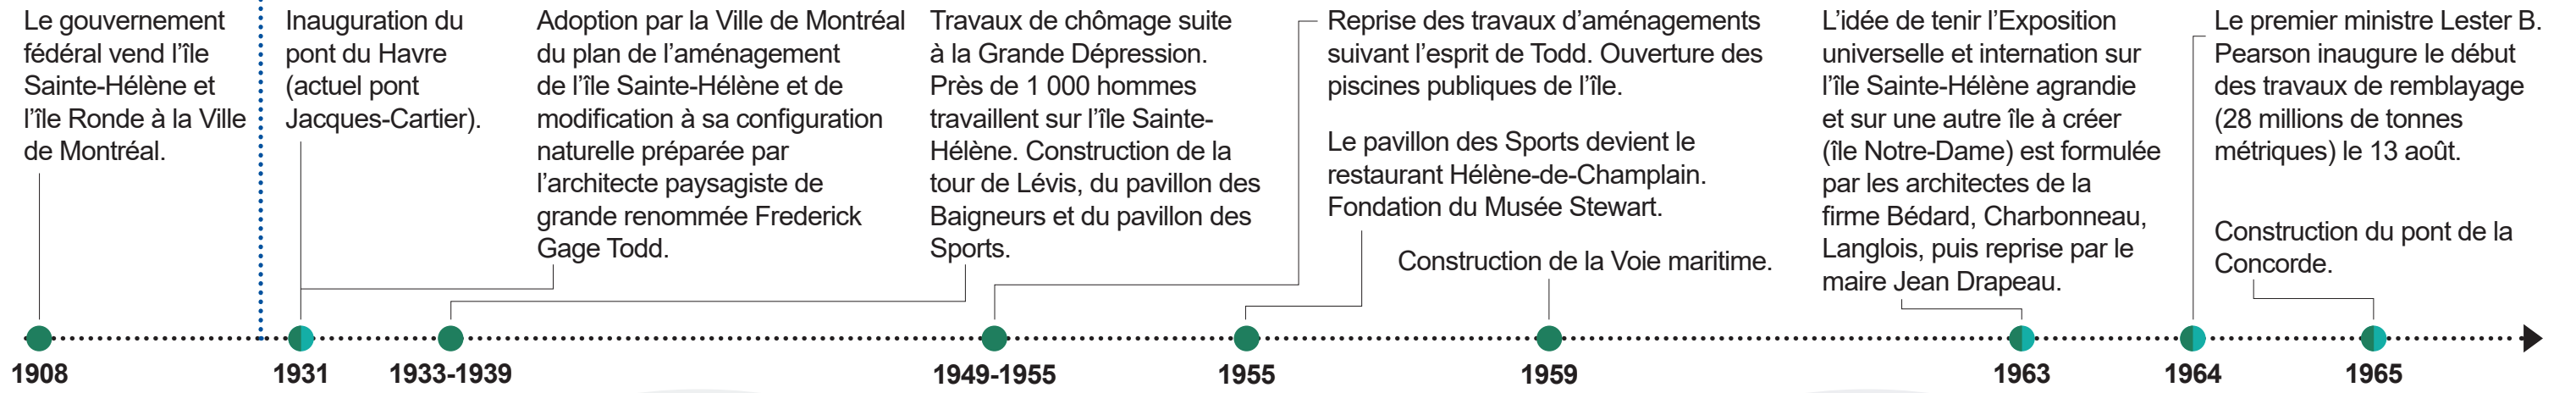 Le gouvernement
fédéral vend l’île
Sainte-Hélène et
l’île Ronde à la Ville
de Montréal.
Inauguration du
pont du Havre
(actuel pont
Jacques-Cartier).
Adoption par la Ville de Montréal
du plan de l’aménagement
de l’île Sainte-Hélène et de
modification à sa configuration
naturelle préparée par
l’architecte paysagiste de
grande renommée Frederick
Gage Todd.
Travaux de chômage suite
à la Grande Dépression.
Près de 1 000 hommes
travaillent sur l’île Sainte-
Hélène. Construction de la
tour de Lévis, du pavillon des
Baigneurs et du pavillon des
Sports.
Reprise des travaux d’aménagements
suivant l’esprit de Todd. Ouverture des
piscines publiques de l’île.
Le pavillon des Sports devient le
restaurant Hélène-de-Champlain.
Fondation du Musée Stewart.
Construction de la Voie maritime.
L’idée de tenir l’Exposition
universelle et internation sur
l’île Sainte-Hélène agrandie
et sur une autre île à créer
(île Notre-Dame) est formulée
par les architectes de la
firme Bédard, Charbonneau,
Langlois, puis reprise par le
maire Jean Drapeau.
Le premier ministre Lester B.
Pearson inaugure le début
des travaux de remblayage
(28 millions de tonnes
métriques) le 13 août.
Construction du pont de la
Concorde.
1908
1931
1933-1939
1949-1955
1955
1959
1963
1964
1965